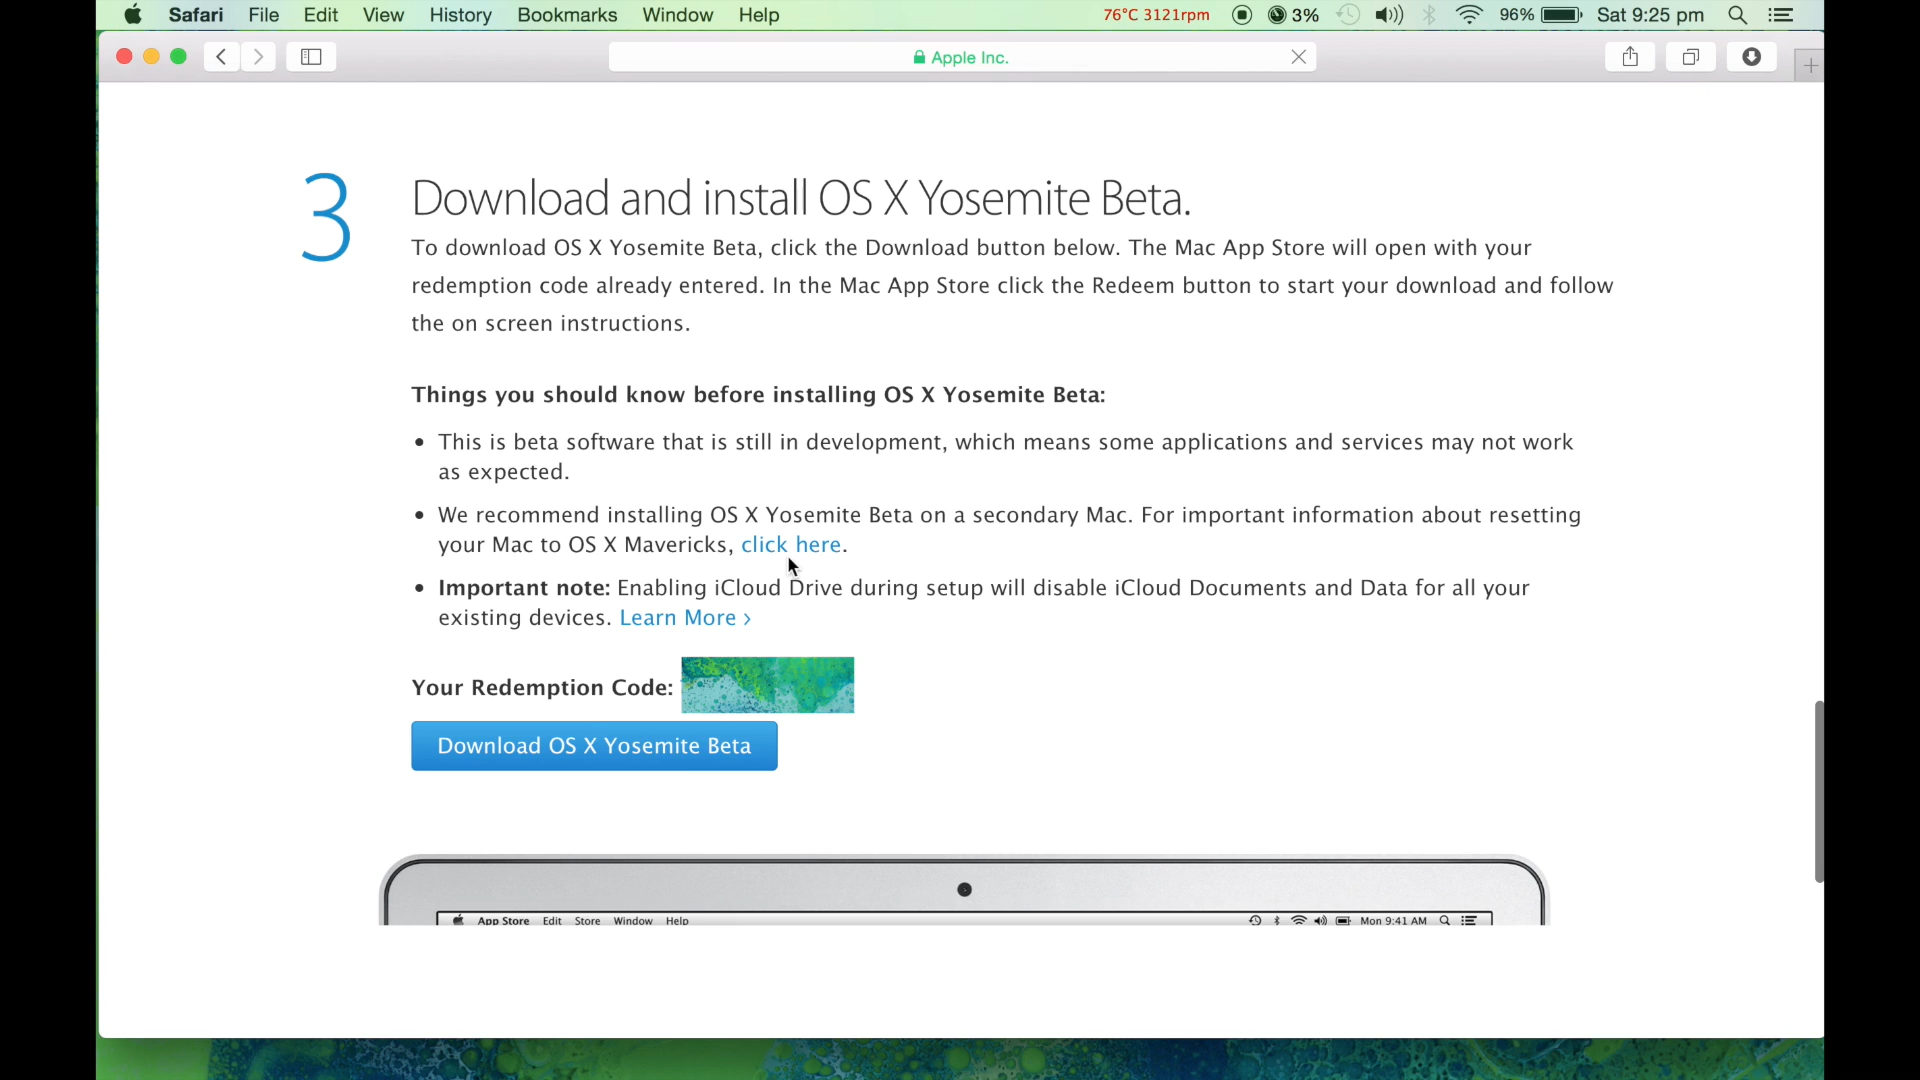 Safari File Edit View History Bookmarks Window Help 76°C 3121rpm 3% 96% Sat 9:25 pm
Apple Inc.
3
Download and install OS X Yosemite Beta.
To download OS X Yosemite Beta, click the Download button below. The Mac App Store will open with your
redemption code already entered. In the Mac App Store click the Redeem button to start your download and follow
the on screen instructions.
Things you should know before installing OS X Yosemite Beta:
• This is beta software that is still in development, which means some applications and services may not work
as expected.
• We recommend installing OS X Yosemite Beta on a secondary Mac. For important information about resetting
your Mac to OS X Mavericks, click here.
• Important note: Enabling iCloud Drive during setup will disable iCloud Documents and Data for all your
existing devices. Learn More ›
Your Redemption Code:
Download OS X Yosemite Beta
App Store Edit Store Window Help Mon 9:41 AM